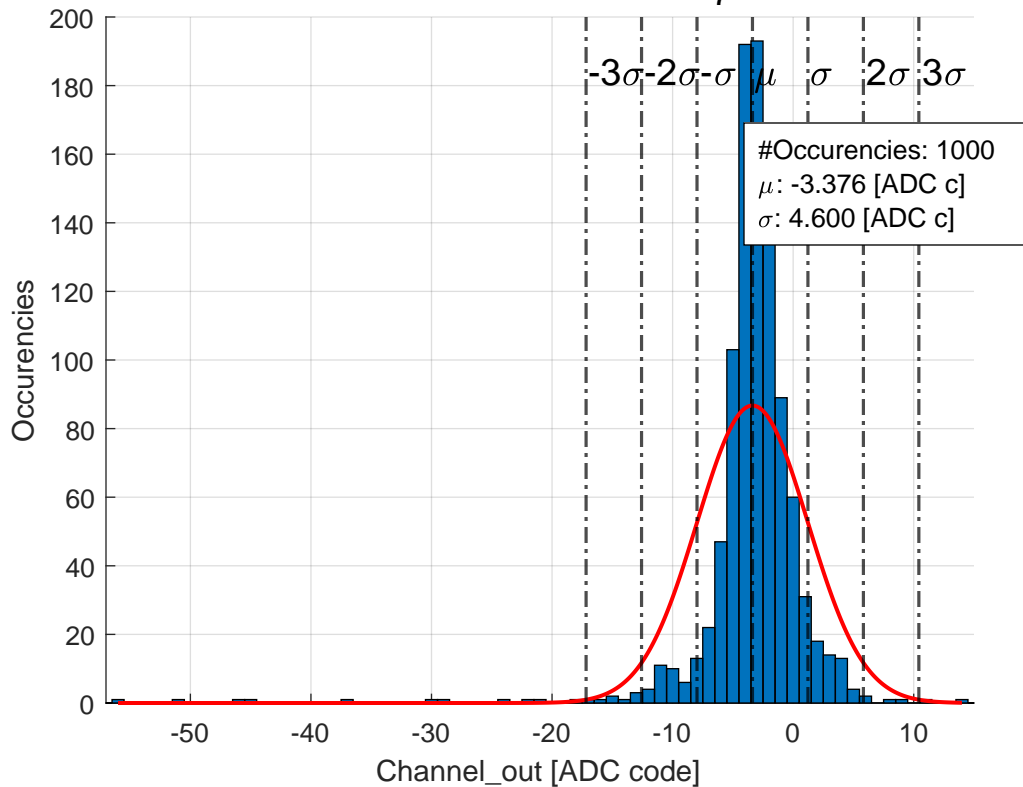 -3σ -2σ -σ μ σ 2σ 3σ
#Occurencies: 1000
μ: -3.376 [ADC c]
σ: 4.600 [ADC c]
200
180
160
140
120
100
80
60
40
20
0
Occurencies
-50 -40 -30 -20 -10 0 10
Channel_out [ADC code]